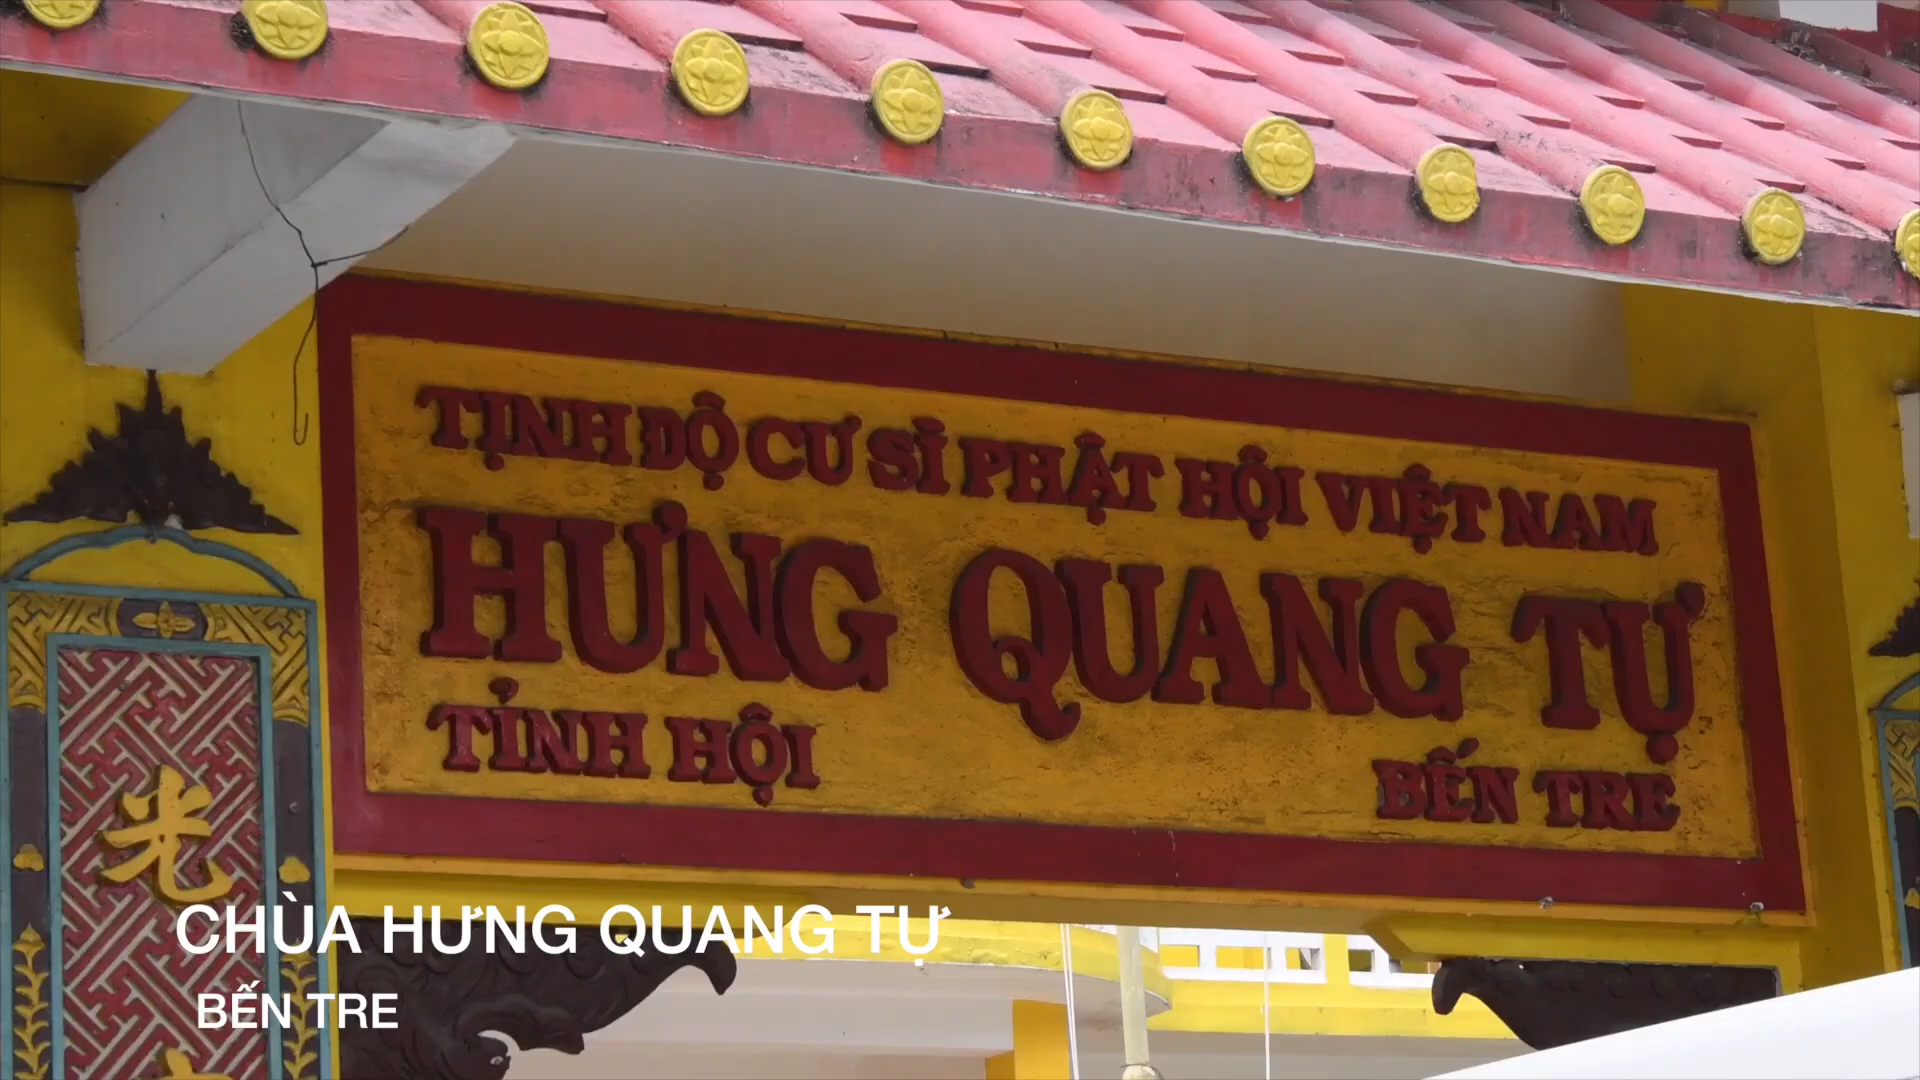 TỊNH ĐỘ CƯ SĨ PHẬT HỘI VIỆT NAM
HƯNG QUANG TỰ
TỈNH HỘI BẾN TRE
光
CHÙA HƯNG QUANG TỰ
BẾN TRE